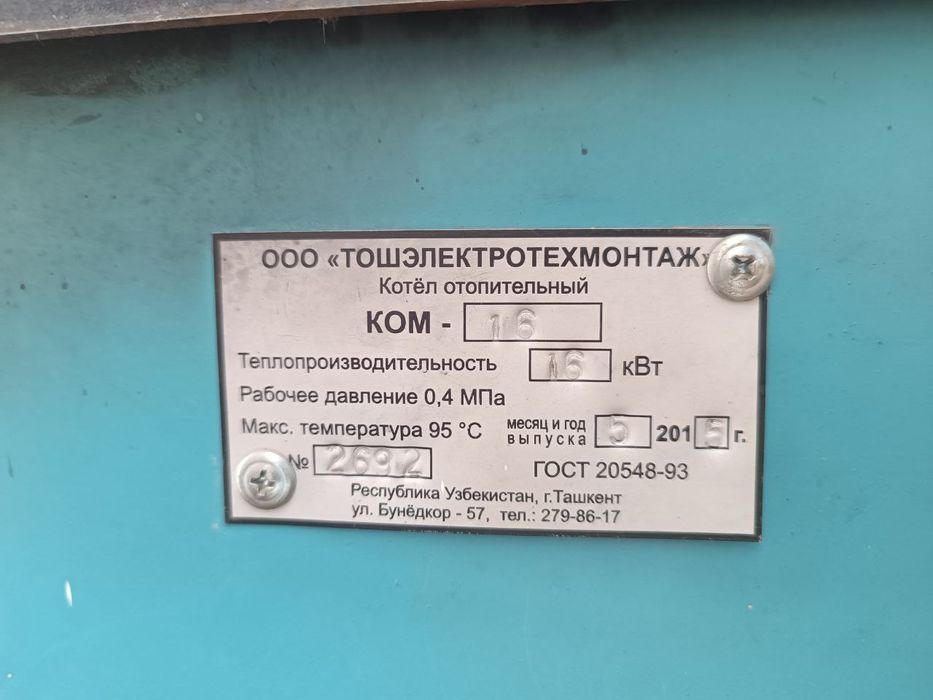 ООО «ТОШЭЛЕКТРОТЕХМОНТАЖ»
Котёл отопительный
КОМ - 16
Теплопроизводительность 16 кВт
Рабочее давление 0,4 МПа
Макс. температура 95 °С месяц и год выпуска 5 2015 г.
№ 2692 ГОСТ 20548-93
Республика Узбекистан, г.Ташкент
ул. Бунёдкор - 57, тел.: 279-86-17